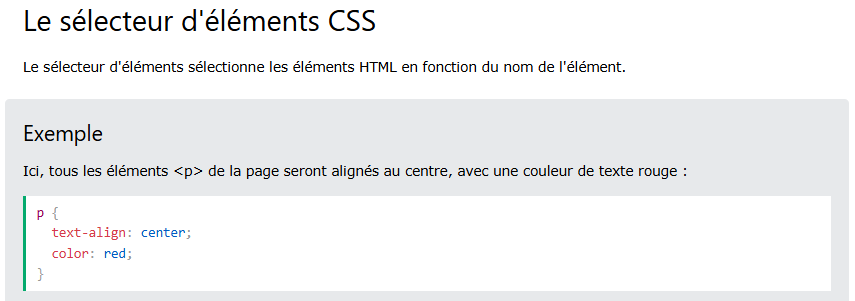 Le sélecteur d'éléments CSS
Le sélecteur d'éléments sélectionne les éléments HTML en fonction du nom de l'élément.
Exemple
Ici, tous les éléments <p> de la page seront alignés au centre, avec une couleur de texte rouge :
p {
  text-align: center;
  color: red;
}